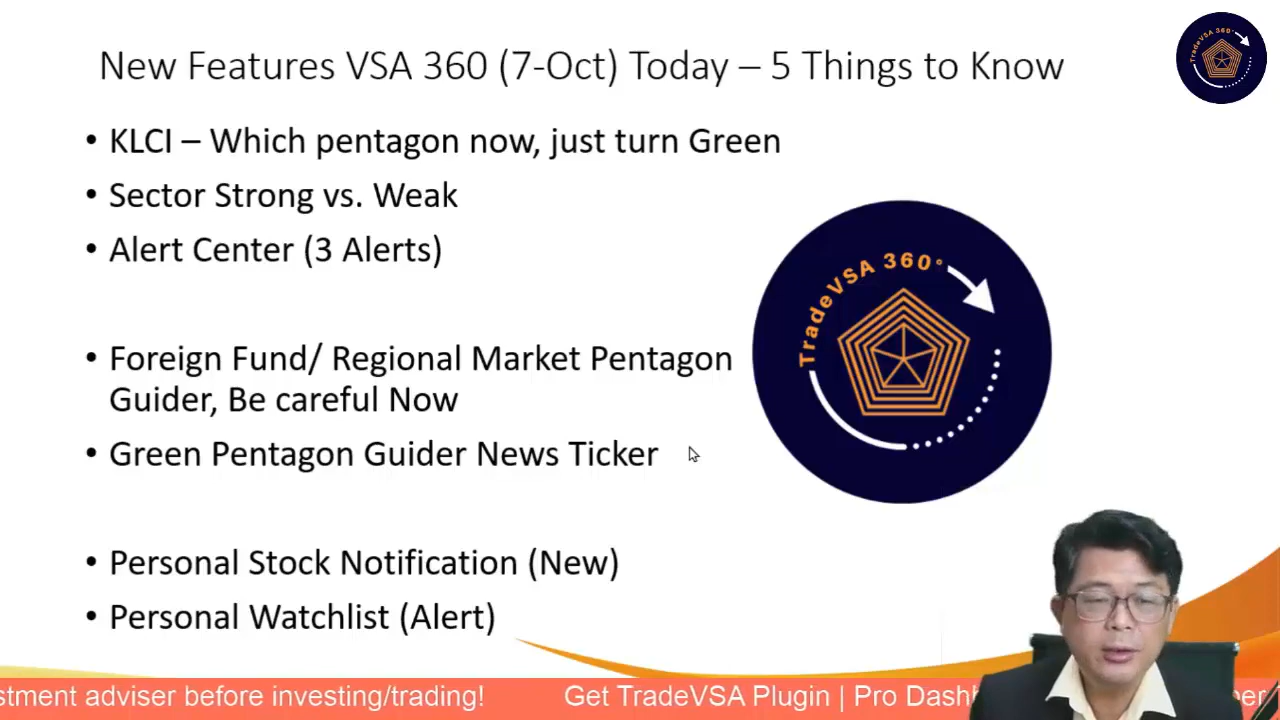 New Features VSA 360 (7-Oct) Today – 5 Things to Know
TradeVSA 360°
• KLCI – Which pentagon now, just turn Green
• Sector Strong vs. Weak
• Alert Center (3 Alerts)
TradeVSA 360°
• Foreign Fund/ Regional Market Pentagon
Guider, Be careful Now
• Green Pentagon Guider News Ticker
• Personal Stock Notification (New)
• Personal Watchlist (Alert)
adviser before investing/trading! Get TradeVSA Plugin | Pro